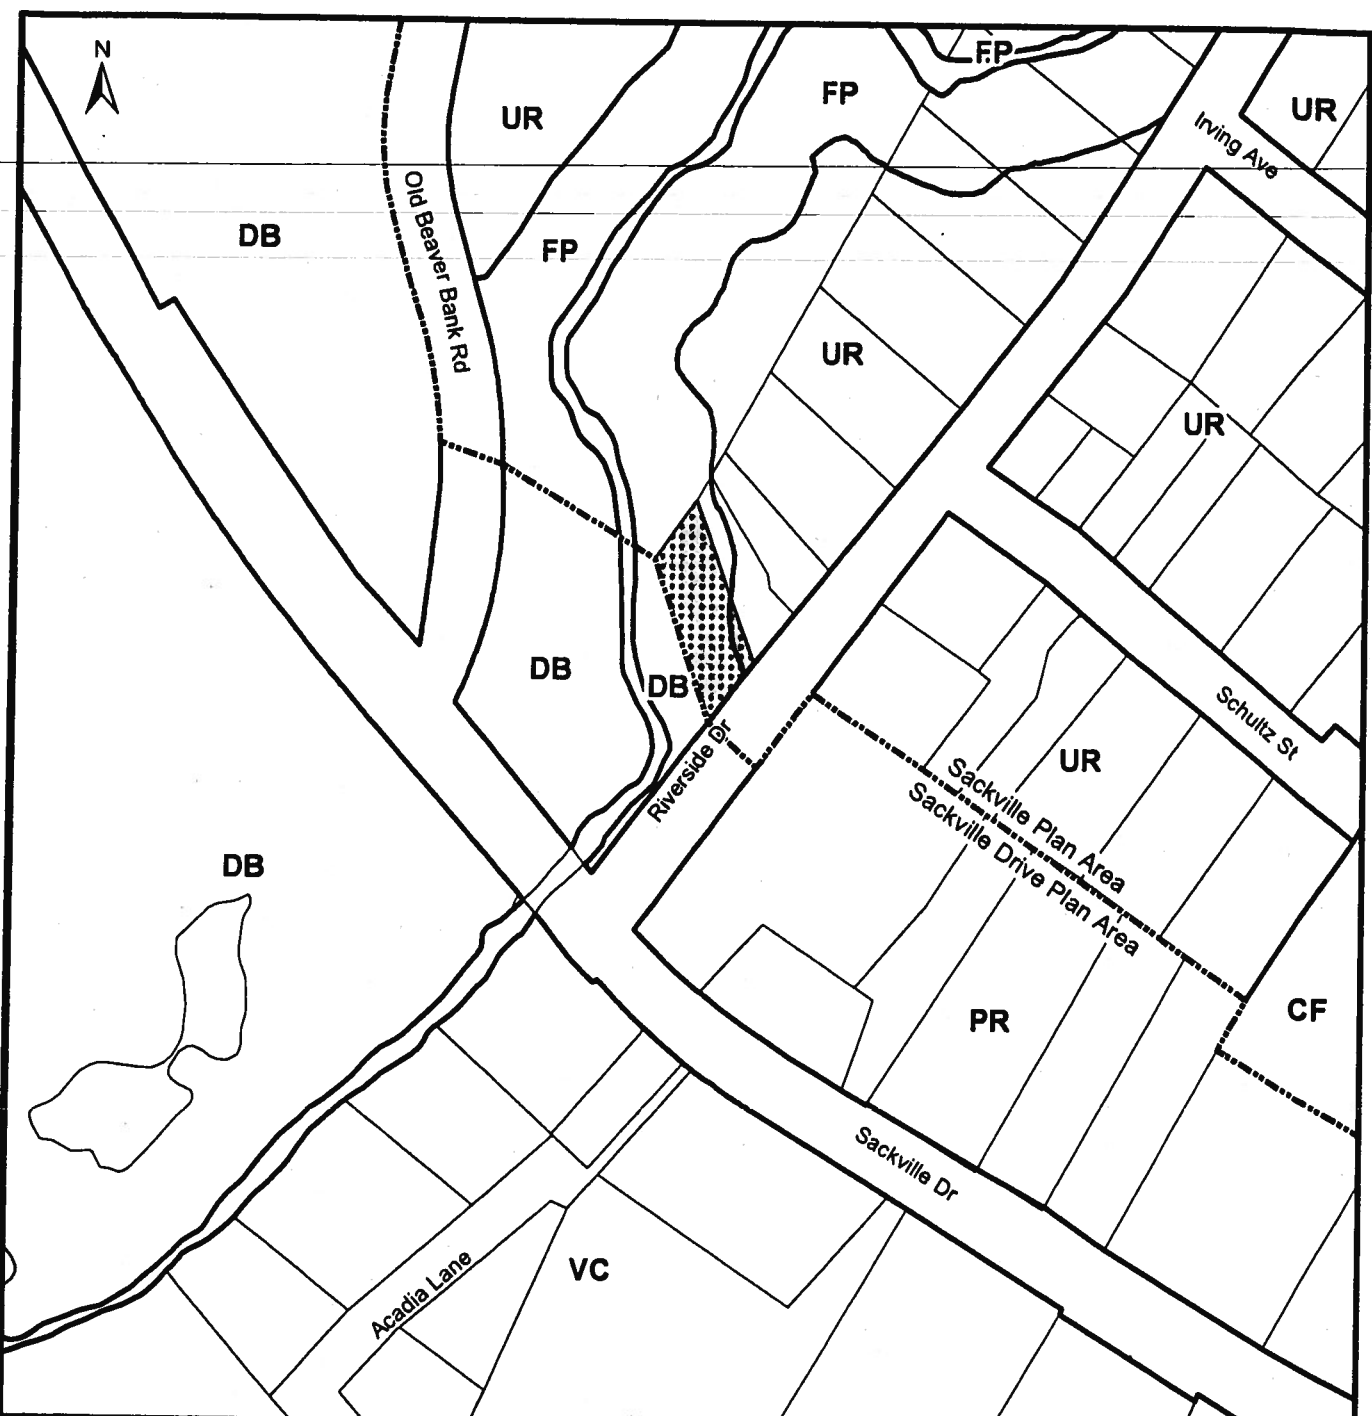 N
FP
FP
UR
UR
Irving Ave
Old Beaver Bank Rd
DB
FP
UR
UR
DB
DB
Schultz St
Riverside Dr
UR
Sackville Plan Area
Sackville Drive Plan Area
DB
PR
CF
Sackville Dr
Acadia Lane
VC